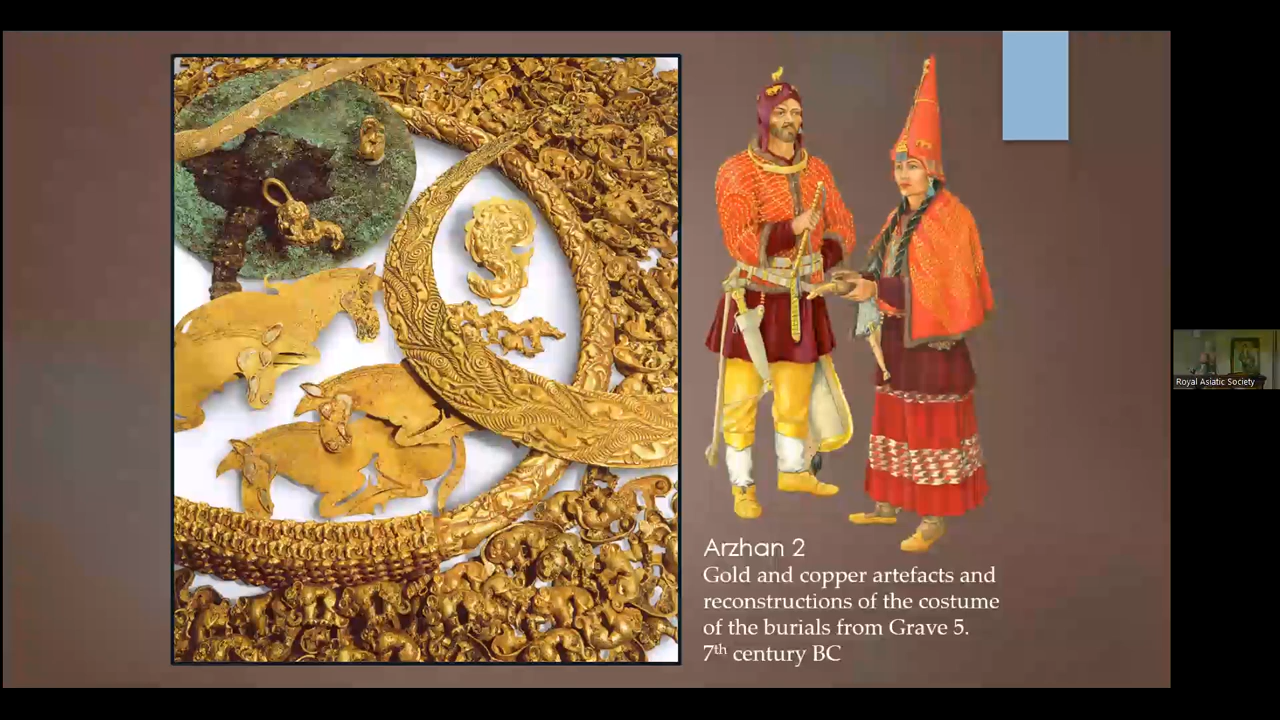 Arzhan 2
Gold and copper artefacts and
reconstructions of the costume
of the burials from Grave 5.
7th century BC
Royal Asiatic Society